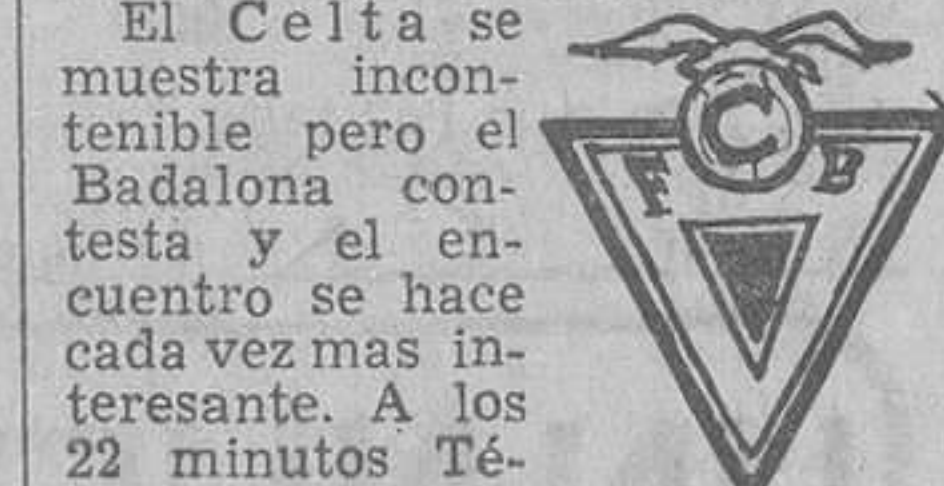 El Celta se
muestra incon-
tenible pero el
Badalona con-
testa y el en-
cuentro se hace
cada vez mas in-
teresante. A los
22 minutos Té-
C
F B